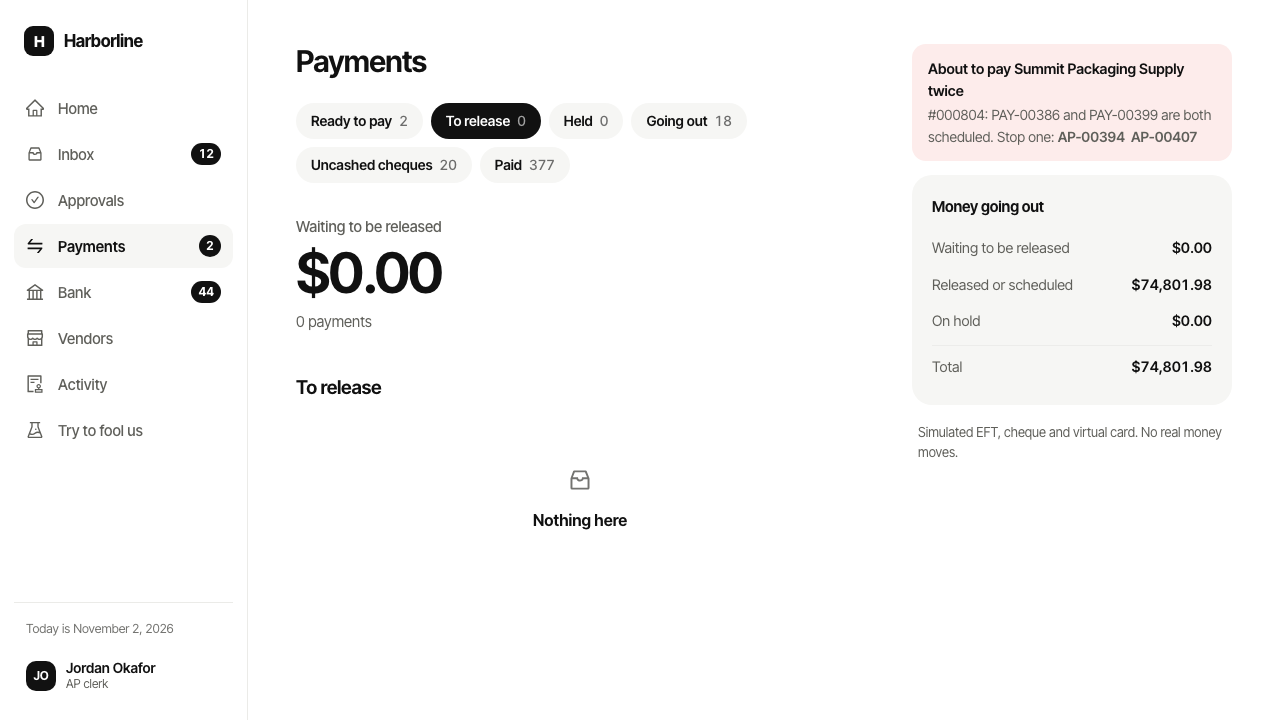 H Harborline
Home
Inbox 12
Approvals
Payments 2
Bank 44
Vendors
Activity
Try to fool us
Today is November 2, 2026
JO Jordan Okafor
AP clerk
Payments
Ready to pay 2 To release 0 Held 0 Going out 18
Uncashed cheques 20 Paid 377
Waiting to be released
$0.00
0 payments
To release
Nothing here
About to pay Summit Packaging Supply
twice
#000804: PAY-00386 and PAY-00399 are both
scheduled. Stop one: AP-00394 AP-00407
Money going out
Waiting to be released $0.00
Released or scheduled $74,801.98
On hold $0.00
Total $74,801.98
Simulated EFT, cheque and virtual card. No real money
moves.